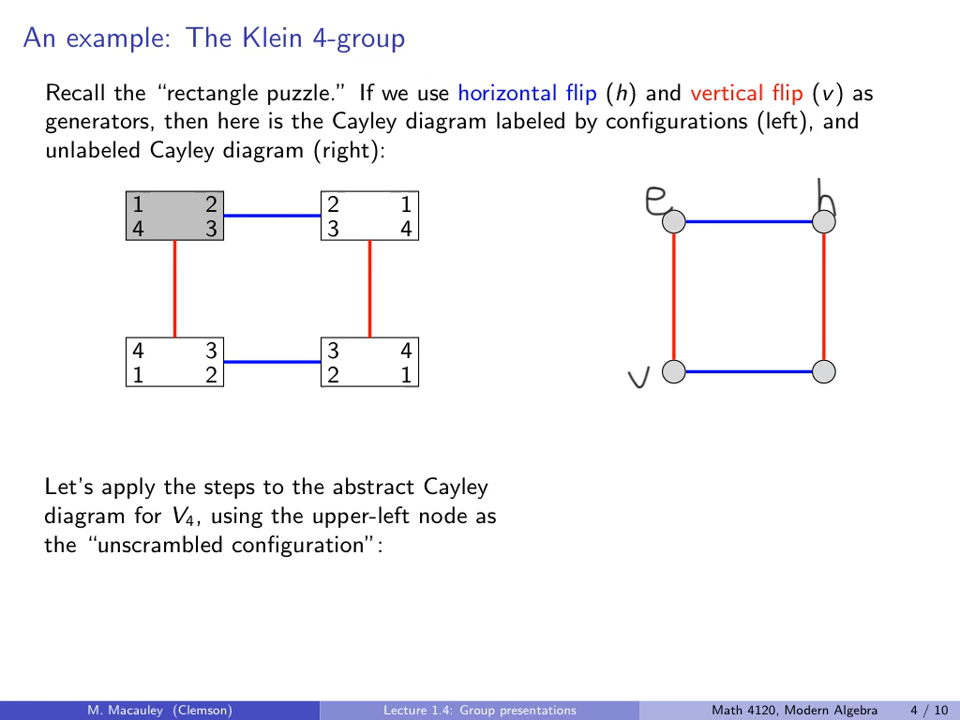 An example: The Klein 4-group
Recall the “rectangle puzzle.” If we use horizontal flip (h) and vertical flip (v) as
generators, then here is the Cayley diagram labeled by configurations (left), and
unlabeled Cayley diagram (right):
1 2
4 3
2 1
3 4
e h
4 3
1 2
3 4
2 1
v
Let's apply the steps to the abstract Cayley
diagram for V₄, using the upper-left node as
the “unscrambled configuration”:
M. Macauley (Clemson) Lecture 1.4: Group presentations Math 4120, Modern Algebra 4 / 10